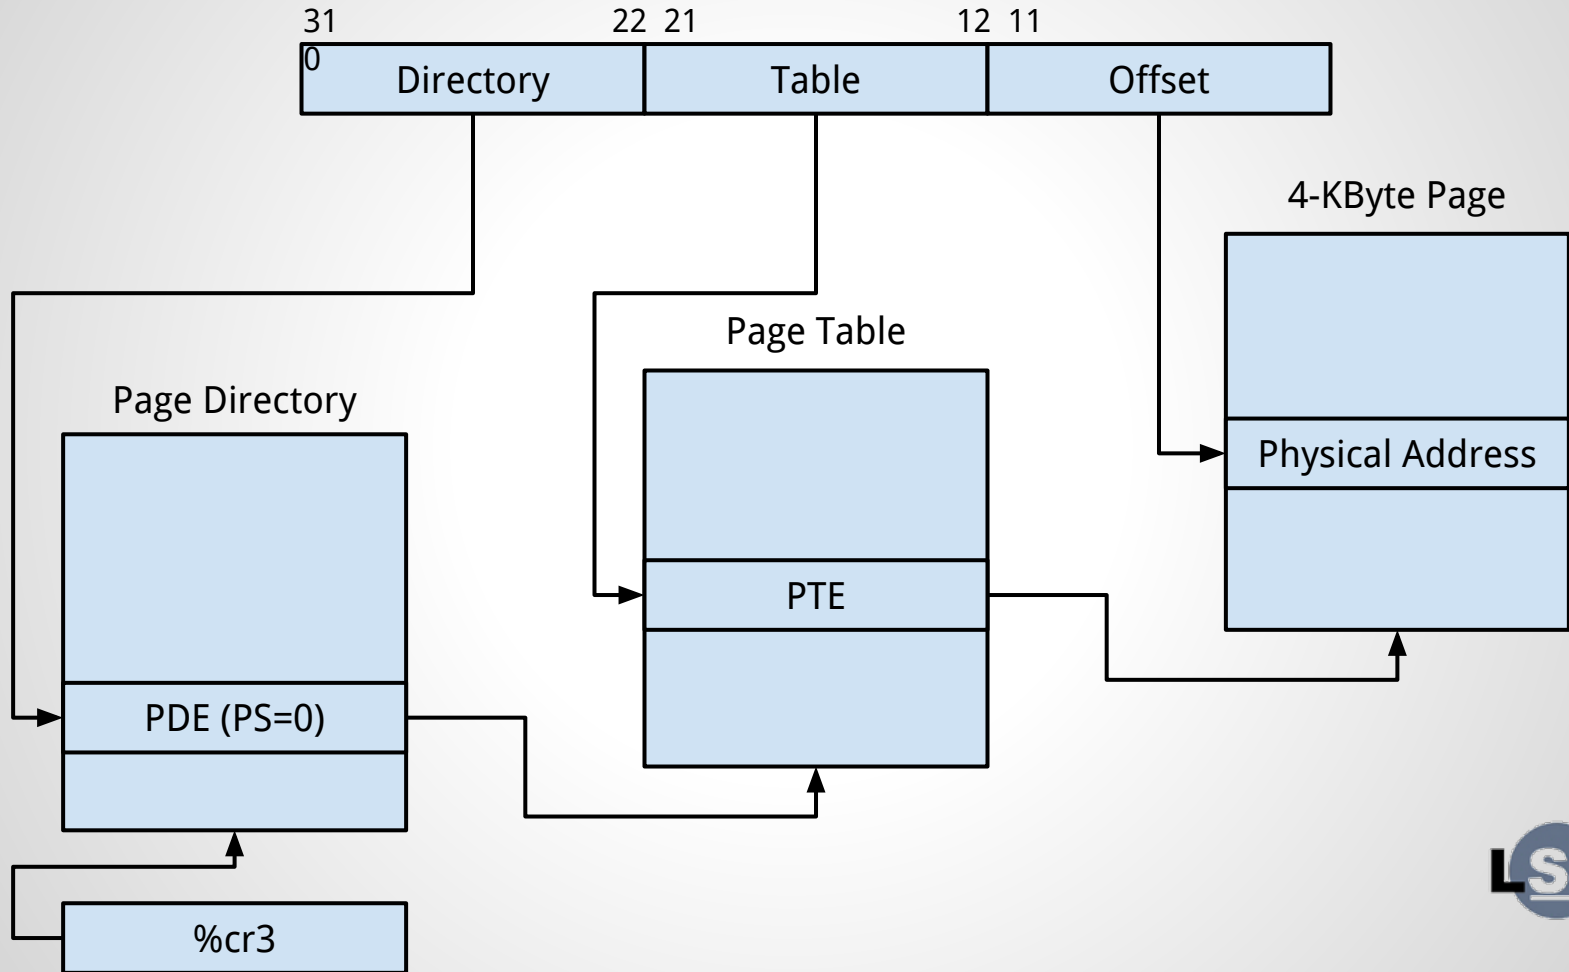 31 22 21 12 11
0
Directory Table Offset
4-KByte Page
Page Table
Page Directory
Physical Address
PTE
PDE (PS=0)
%cr3
LS